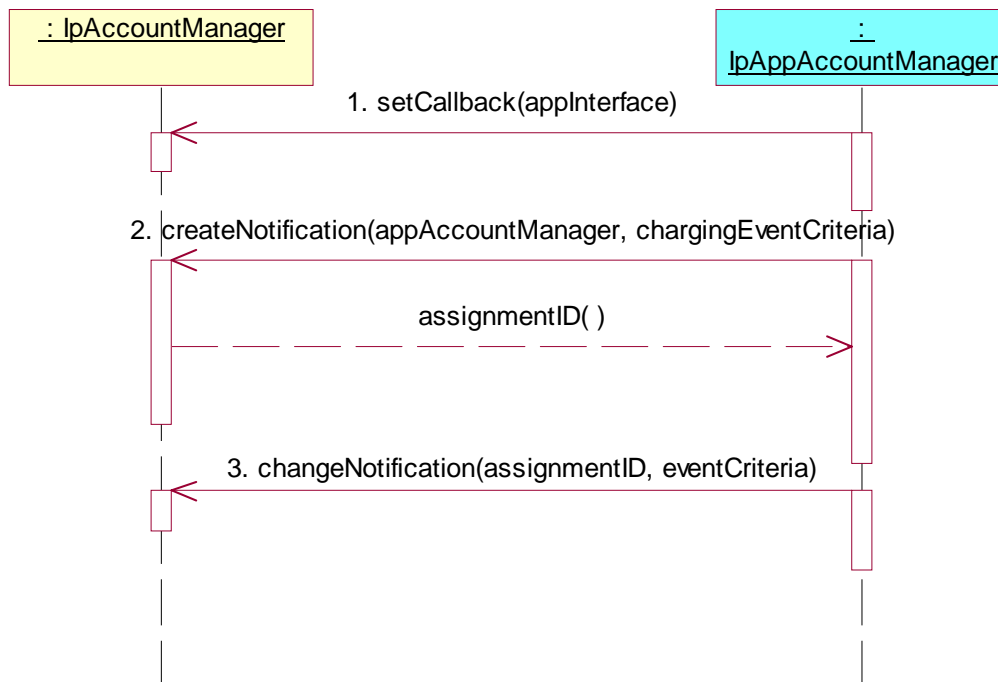 : IpAccountManager
:
IpAppAccountManager
1. setCallback(appInterface)
2. createNotification(appAccountManager, chargingEventCriteria)
assignmentID( )
3. changeNotification(assignmentID, eventCriteria)